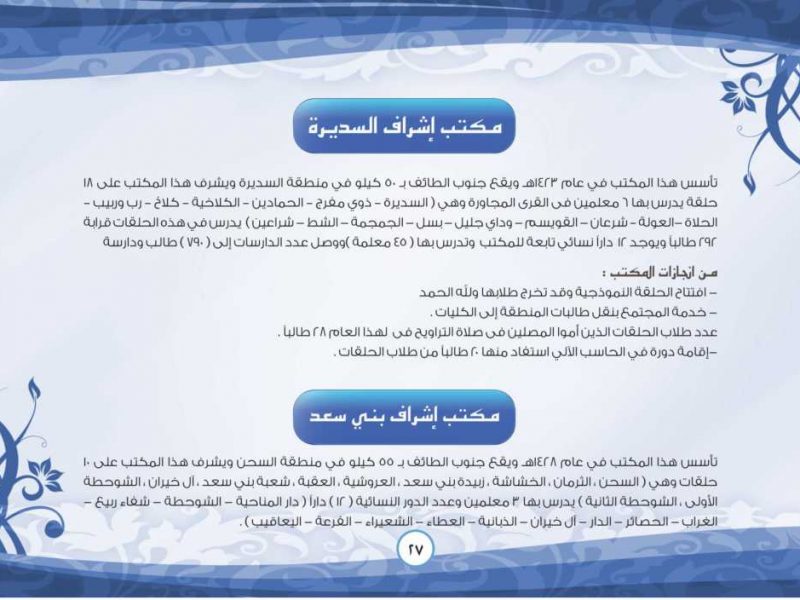 مكتب إشراف السديرة
تأسس هذا المكتب في عام ١٤٢٣هـ ويقع جنوب الطائف بـ ٥٠ كيلو في منطقة السديرة ويشرف هذا المكتب على ١٨
حلقة يدرس بها ٦ معلمين فى القرى المجاورة وهي ( السديرة – ذوي مفرح – الحمادين – الكلاخية – كلاخ – رب وربيب –
الحلاة –العولة – شرعان – القويسم – وداي جليل – بسل – الجمجمة – الشط – شراعين ) يدرس في هذه الحلقات قرابة
٢٩٢ طالباً ويوجد ١٢ داراً نسائي تابعة للمكتب وتدرس بها ( ٤٥ معلمة )ووصل عدد الدارسات إلى ( ٧٩٠ ) طالب ودارسة
من انجازات المكتب :
– افتتاح الحلقة النموذجية وقد تخرج طلابها ولله الحمد
– خدمة المجتمع بنقل طالبات المنطقة إلى الكليات .
عدد طلاب الحلقات الذين أموا المصلين فى صلاة التراويح فى لهذا العام ٢٨ طالباً .
–إقامة دورة في الحاسب الآلي استفاد منها ٢٠ طالباً من طلاب الحلقات .
مكتب إشراف بني سعد
تأسس هذا المكتب في عام ١٤٢٨هـ ويقع جنوب الطائف بـ ٥٥ كيلو في منطقة السحن ويشرف هذا المكتب على ١٠
حلقات وهي ( السحن ، الثرمان ، الخشاشة ، زبيدة بني سعد ، العروشية ، العقبة ، شعبة بني سعد ، آل خيران ، الشوحطة
الأولى ، الشوحطة الثانية ) يدرس بها ٣ معلمين وعدد الدور النسائية ( ١٢ ) داراً ( دار المناحية – الشوحطة – شفاء ربيع –
الغراب – الحصائر – الدار – آل خيران – الذبانية – العطاء – الشعيراء – الفرعة – اليعاقيب ) .
٢٧